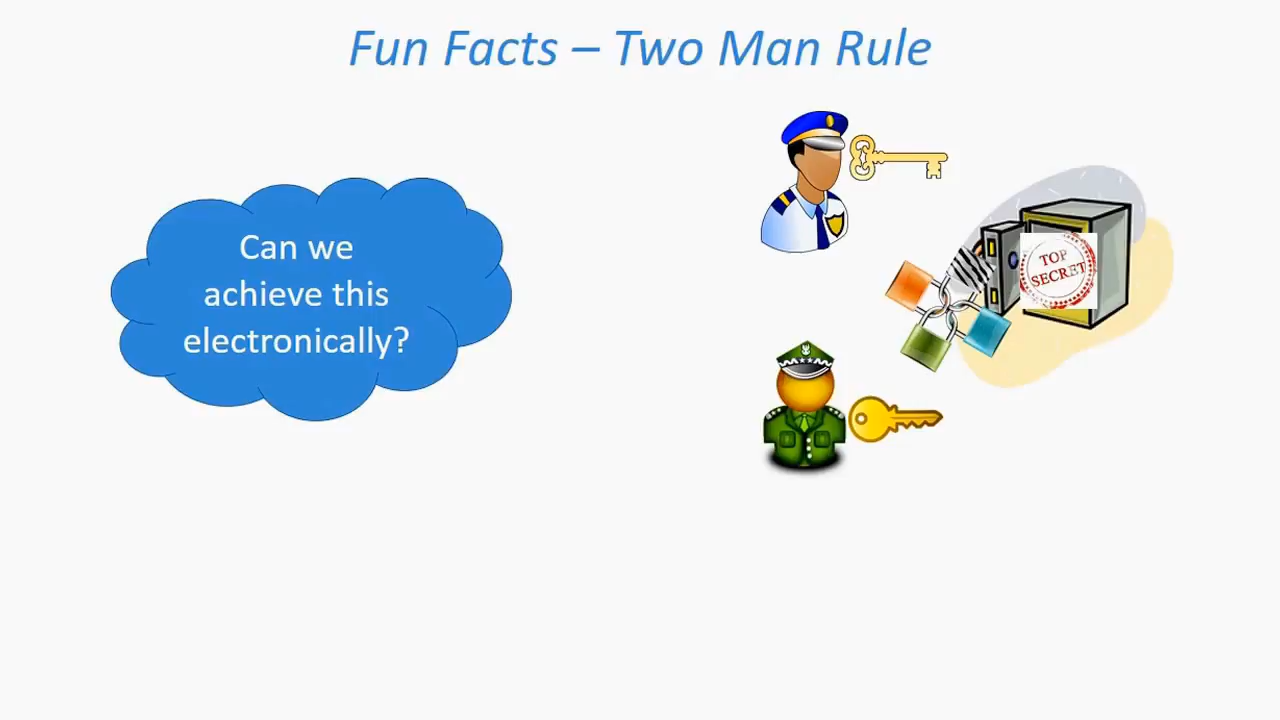 Fun Facts – Two Man Rule
Can we
achieve this
electronically?
TOP
SECRET